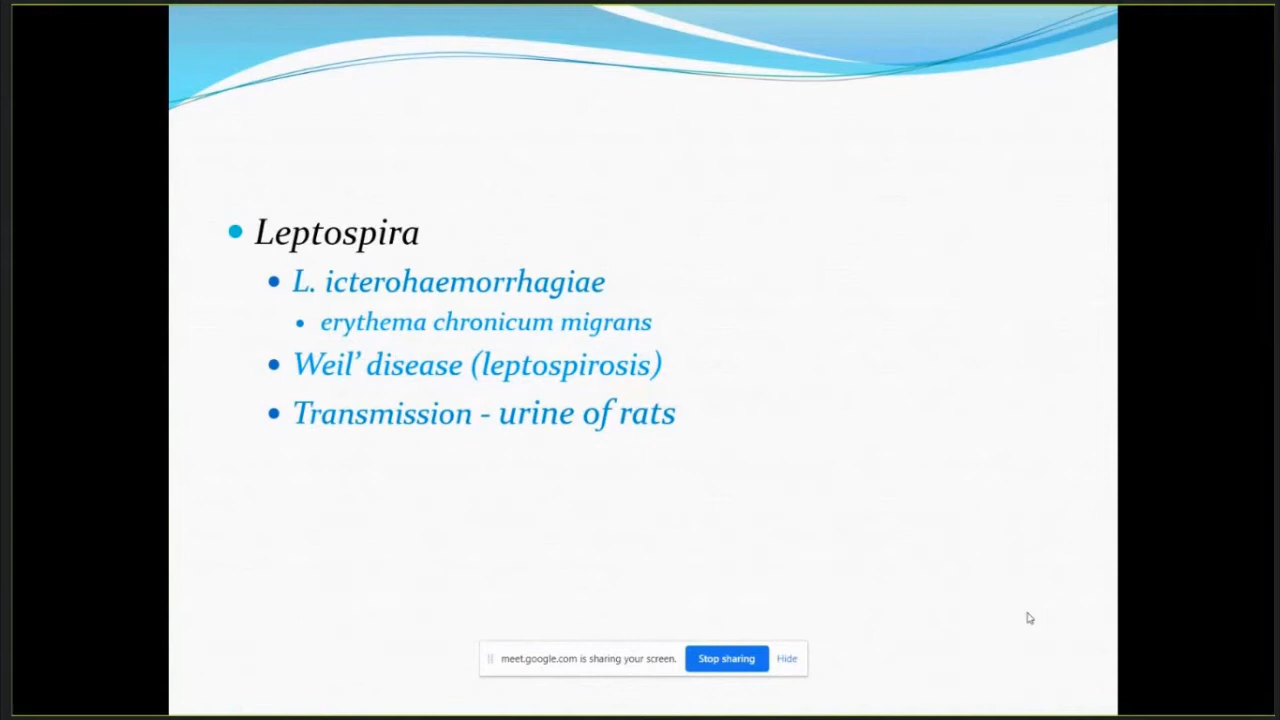 Leptospira
L. icterohaemorrhagiae
erythema chronicum migrans
Weil’ disease (leptospirosis)
Transmission - urine of rats
meet.google.com is sharing your screen. Stop sharing Hide